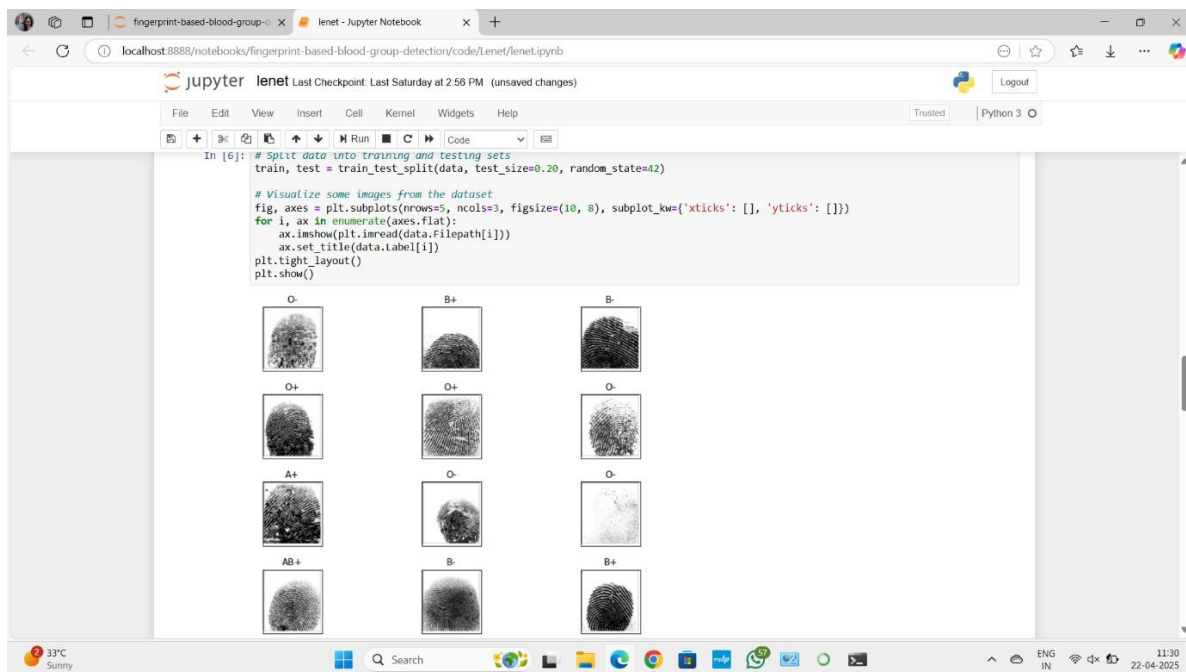 fingerprint-based-blood-group-d
lenet - Jupyter Notebook
localhost:8888/notebooks/fingerprint-based-blood-group-detection/code/Lenet/lenet.ipynb
jupyter lenet Last Checkpoint: Last Saturday at 2:56 PM (unsaved changes)
Logout
File Edit View Insert Cell Kernel Widgets Help
Trusted Python 3
Run Code
In [6]: # Split data into training and testing sets
train, test = train_test_split(data, test_size=0.20, random_state=42)
# Visualize some images from the dataset
fig, axes = plt.subplots(nrows=5, ncols=3, figsize=(10, 8), subplot_kw={'xticks': [], 'yticks': []})
for i, ax in enumerate(axes.flat):
    ax.imshow(plt.imread(data.Filepath[i]))
    ax.set_title(data.Label[i])
plt.tight_layout()
plt.show()
O- B+ B-
O+ O+ O-
A+ O- O-
AB+ B- B+
2
33°C
Sunny
Search
57
ENG
IN
11:30
22-04-2025